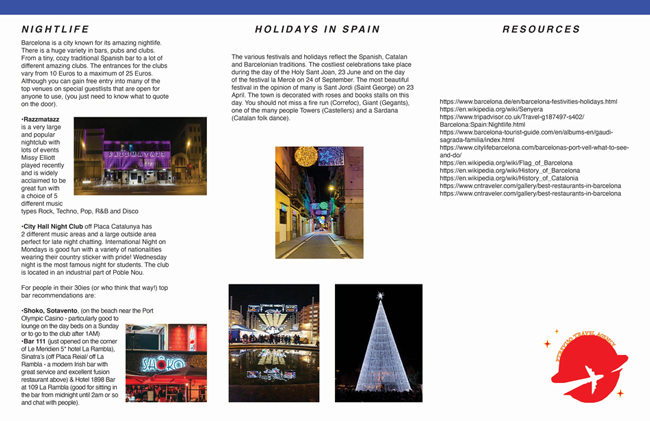 NIGHTLIFE
Barcelona is a city known for its amazing nightlife.
There is a huge variety in bars, pubs and clubs.
From a tiny, cozy traditional Spanish bar to a lot of
different amazing clubs. The entrances for the clubs
vary from 10 Euros to a maximum of 25 Euros.
Although you can gain free entry into many of the
top venues on special guestlists that are open for
anyone to use, (you just need to know what to quote
on the door).
•Razzmatazz
is a very large
and popular
nightclub with
lots of events
Missy Elliott
played recently
and is widely
acclaimed to be
great fun with
a choice of 5
different music
types Rock, Techno, Pop, R&B and Disco
•City Hall Night Club off Placa Catalunya has
2 different music areas and a large outside area
perfect for late night chatting. International Night on
Mondays is good fun with a variety of nationalities
wearing their country sticker with pride! Wednesday
night is the most famous night for students. The club
is located in an industrial part of Poble Nou.
For people in their 30ies (or who think that way!) top
bar recommendations are:
•Shoko, Sotavento, (on the beach near the Port
Olympic Casino - particularly good to
lounge on the day beds on a Sunday
or to go to the club after 1AM)
•Bar 111 (just opened on the corner
of Le Meridien 5* hotel La Rambla),
Sinatra's (off Placa Reial/ off La
Rambla - a modern Irish bar with
great service and excellent fusion
restaurant above) & Hotel 1898 Bar
at 109 La Rambla (good for sitting in
the bar from midnight until 2am or so
and chat with people).
RAZZMATAZZ
SHÔKO
HOLIDAYS IN SPAIN
The various festivals and holidays reflect the Spanish, Catalan
and Barcelonian traditions. The costliest celebrations take place
during the day of the Holy Sant Joan, 23 June and on the day
of the festival la Mercè on 24 of September. The most beautiful
festival in the opinion of many is Sant Jordi (Saint George) on 23
April. The town is decorated with roses and books stalls on this
day. You should not miss a fire run (Correfoc), Giant (Gegants),
one of the many people Towers (Castellers) and a Sardana
(Catalan folk dance).
RESOURCES
https://www.barcelona.de/en/barcelona-festivities-holidays.html
https://en.wikipedia.org/wiki/Senyera
https://www.tripadvisor.co.uk/Travel-g187497-s402/
Barcelona:Spain:Nightlife.html
https://www.barcelona-tourist-guide.com/en/albums-en/gaudi-
sagrada-familia/index.html
https://www.citylifebarcelona.com/barcelonas-port-vell-what-to-see-
and-do/
https://en.wikipedia.org/wiki/Flag_of_Barcelona
https://en.wikipedia.org/wiki/History_of_Barcelona
https://en.wikipedia.org/wiki/History_of_Catalonia
https://www.cntraveler.com/gallery/best-restaurants-in-barcelona
https://www.cntraveler.com/gallery/best-restaurants-in-barcelona
TRAVEL AGENCY